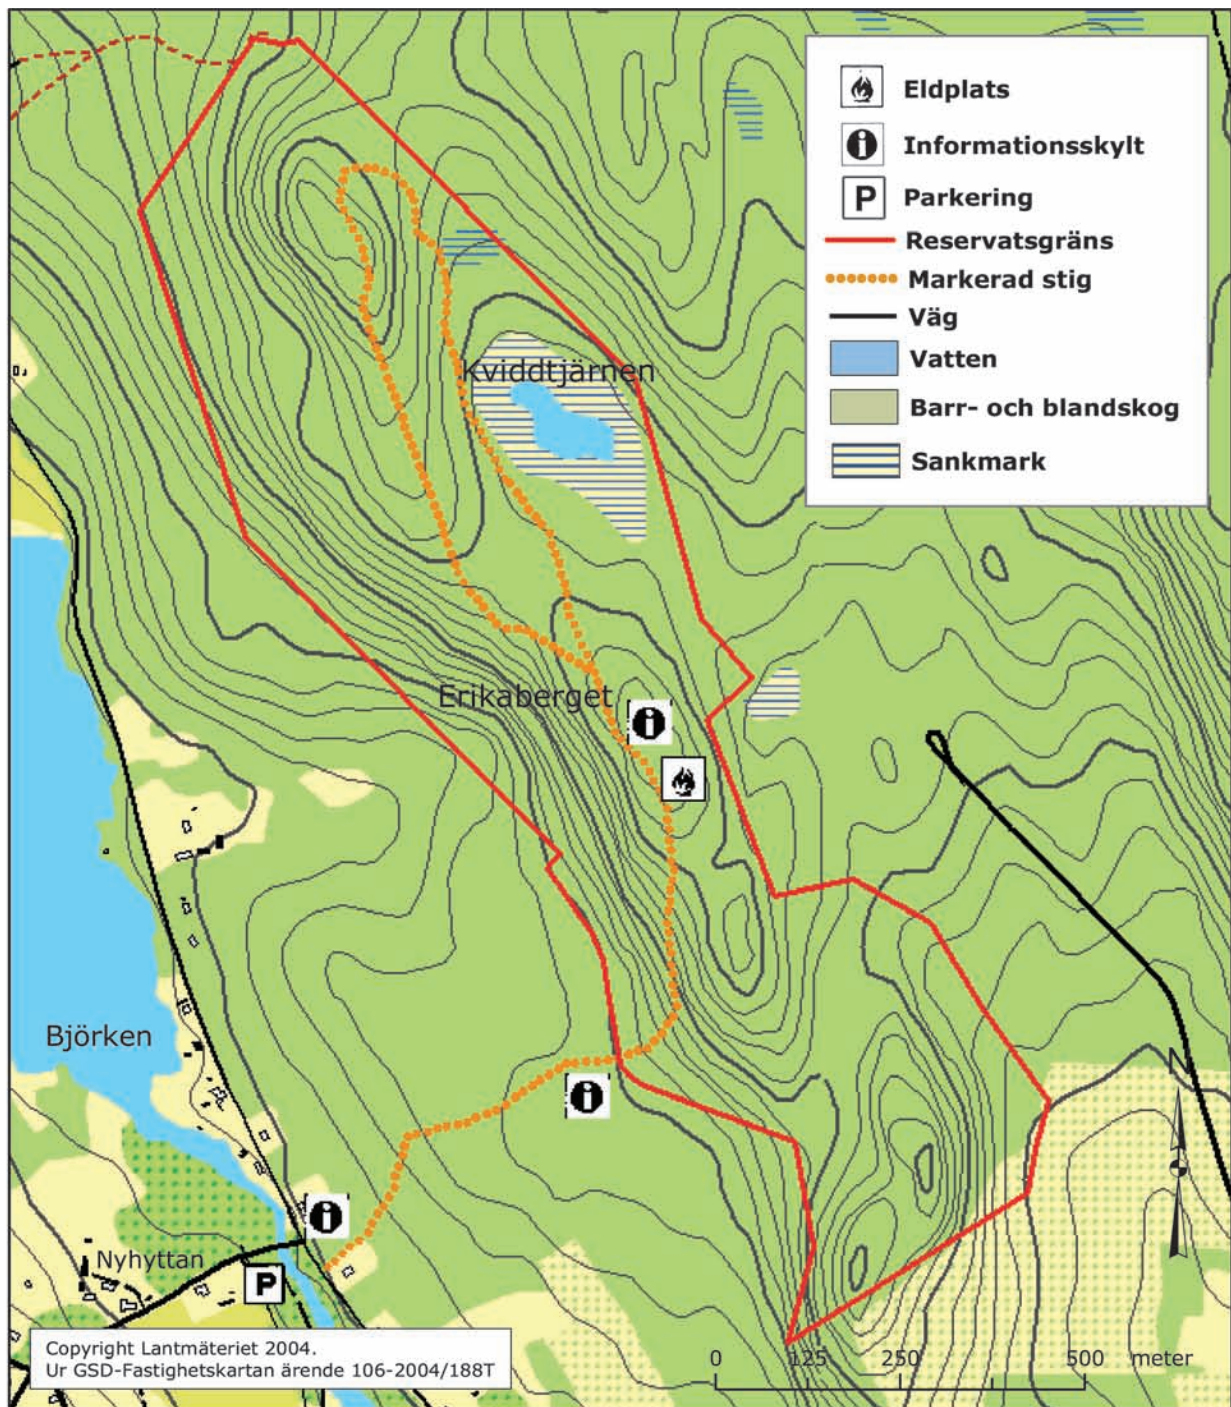 Eldplats
Informationsskylt
P Parkering
Reservatsgräns
Markerad stig
Väg
Vatten
Barr- och blandskog
Sankmark
Kviddtjärnen
Erikaberget
Björken
N
Nyhyttan
P
Copyright Lantmäteriet 2004.
Ur GSD-Fastighetskartan ärende 106-2004/188T
0 125 250 500 meter